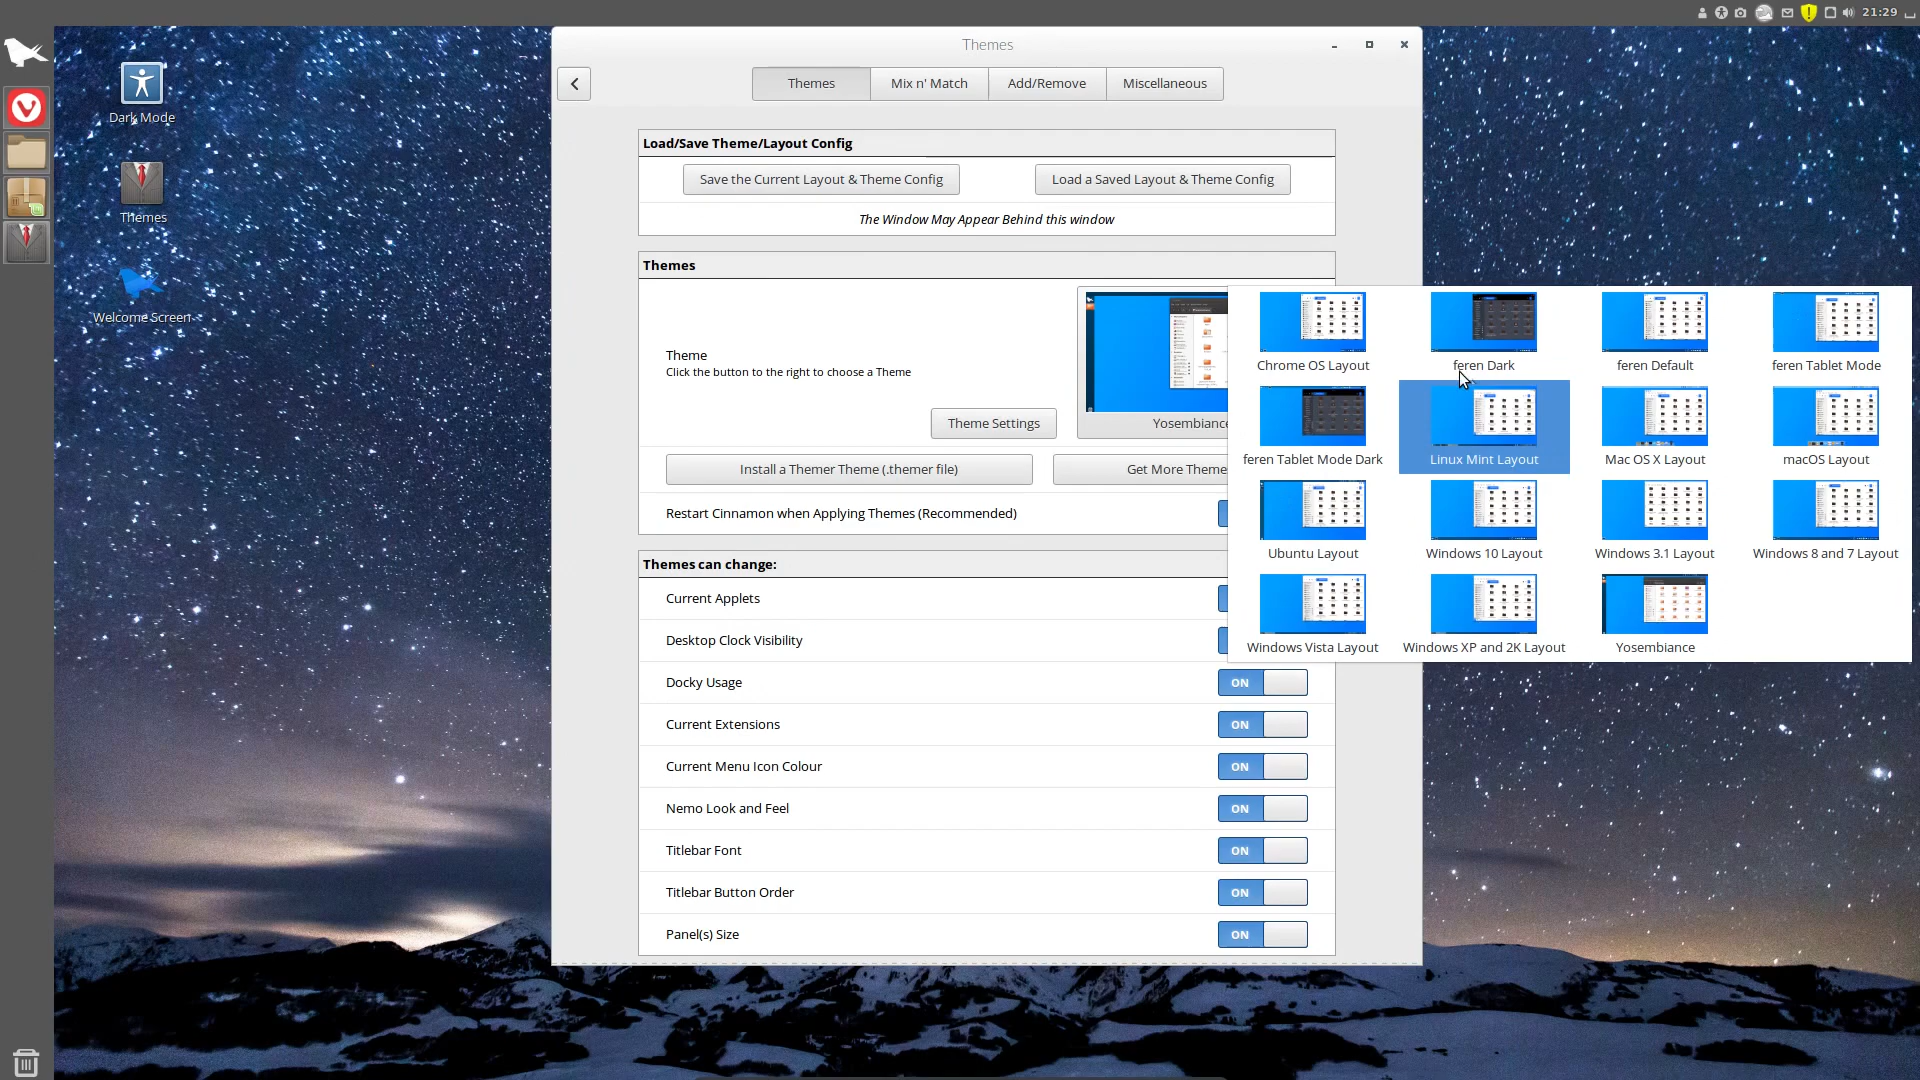 21:29
Themes
Dark Mode
Themes
Welcome Screen
Themes
Mix n' Match
Add/Remove
Miscellaneous
Load/Save Theme/Layout Config
Save the Current Layout & Theme Config
Load a Saved Layout & Theme Config
The Window May Appear Behind this window
Themes
Theme
Click the button to the right to choose a Theme
Theme Settings
Yosembiance
Install a Themer Theme (.themer file)
Get More Theme
Restart Cinnamon when Applying Themes (Recommended)
Themes can change:
Current Applets
Desktop Clock Visibility
Docky Usage
ON
Current Extensions
ON
Current Menu Icon Colour
ON
Nemo Look and Feel
ON
Titlebar Font
ON
Titlebar Button Order
ON
Panel(s) Size
ON
Chrome OS Layout
feren Dark
feren Default
feren Tablet Mode
feren Tablet Mode Dark
Linux Mint Layout
Mac OS X Layout
macOS Layout
Ubuntu Layout
Windows 10 Layout
Windows 3.1 Layout
Windows 8 and 7 Layout
Windows Vista Layout
Windows XP and 2K Layout
Yosembiance